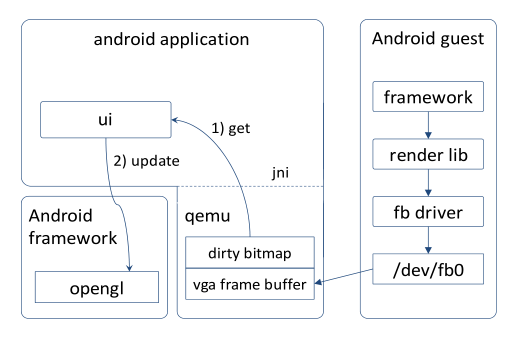 android application
ui
1) get
2) update
jni
Android
framework
opengl
qemu
dirty bitmap
vga frame buffer
Android guest
framework
render lib
fb driver
/dev/fb0